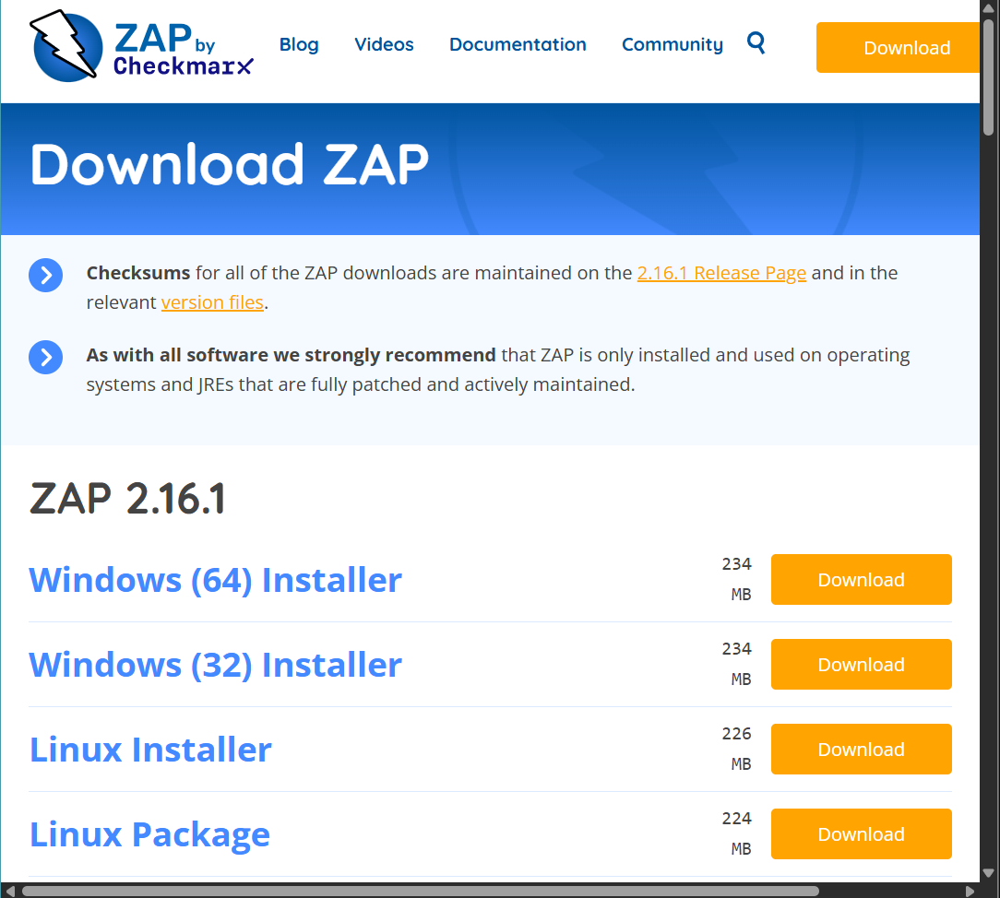 ZAP by
Checkmarx
Blog
Videos
Documentation
Community
Download
Download ZAP
Checksums for all of the ZAP downloads are maintained on the 2.16.1 Release Page and in the
relevant version files.
As with all software we strongly recommend that ZAP is only installed and used on operating
systems and JREs that are fully patched and actively maintained.
ZAP 2.16.1
Windows (64) Installer
234
MB
Download
Windows (32) Installer
234
MB
Download
Linux Installer
226
MB
Download
Linux Package
224
MB
Download